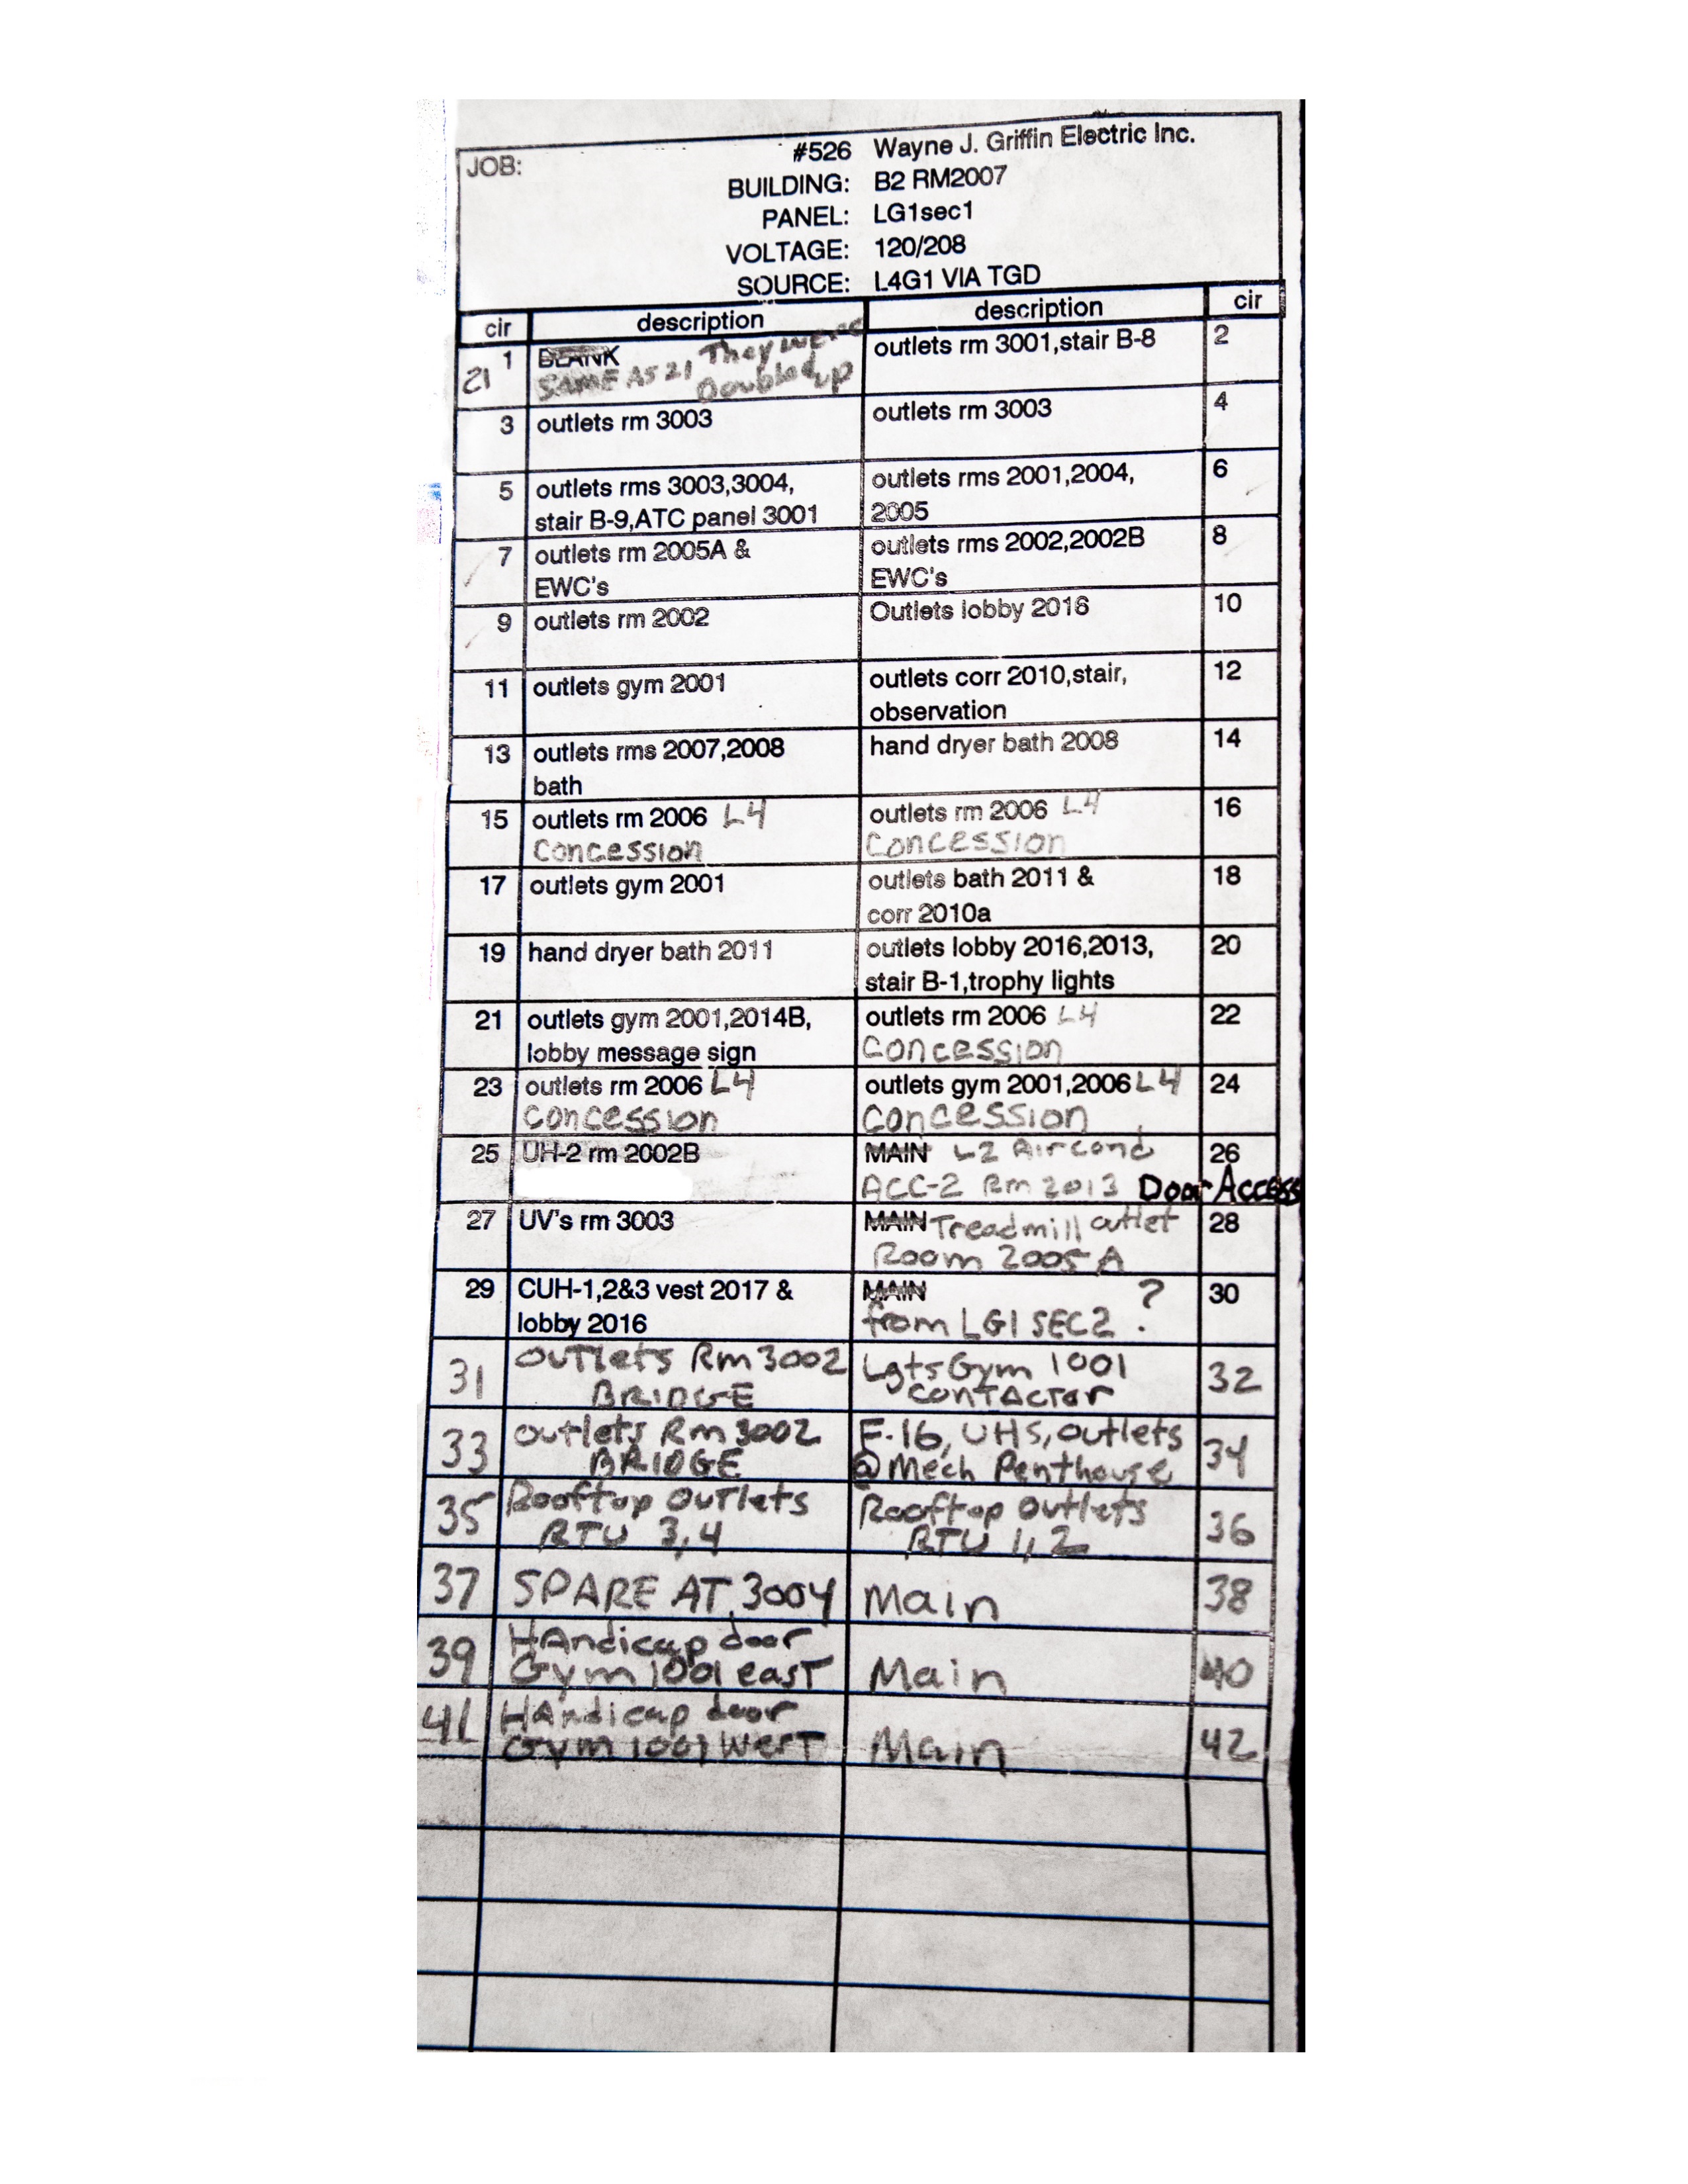 JOB: #526 Wayne J. Griffin Electric Inc.
BUILDING: B2 RM2007
PANEL: LG1sec1
VOLTAGE: 120/208
SOURCE: L4G1 VIA TGD
cir description description cir
1 BLANK They were outlets rm 3001,stair B-8 2
21 SAME AS 21 Doubled up
3 outlets rm 3003 outlets rm 3003 4
5 outlets rms 3003,3004, outlets rms 2001,2004, 6
stair B-9,ATC panel 3001 2005
7 outlets rm 2005A & outlets rms 2002,2002B 8
EWC's EWC's
9 outlets rm 2002 Outlets lobby 2016 10
11 outlets gym 2001 outlets corr 2010,stair, 12
observation
13 outlets rms 2007,2008 hand dryer bath 2008 14
bath
15 outlets rm 2006 L4 outlets rm 2006 L4 16
Concession Concession
17 outlets gym 2001 outlets bath 2011 & 18
corr 2010a
19 hand dryer bath 2011 outlets lobby 2016,2013, 20
stair B-1,trophy lights
21 outlets gym 2001,2014B, outlets rm 2006 L4 22
lobby message sign Concession
23 outlets rm 2006 L4 outlets gym 2001,2006 L4 24
Concession Concession
25 UH-2 rm 2002B MAIN L2 Air cond 26
ACC-2 Rm 2013 Door Access
27 UV's rm 3003 MAIN Treadmill outlet 28
Room 2005 A
29 CUH-1,2&3 vest 2017 & MAIN ? 30
lobby 2016 from LG1 SEC2 .
31 OUTlets Rm 3002 Lgts Gym 1001 32
BRIDGE CONTACTor
33 Outlets Rm 3002 F-16, UHS, outlets 34
BRIDGE @ Mech Penthouse
35 Rooftop OUTlets Rooftop Outlets 36
RTU 3,4 RTU 1,2
37 SPARE AT 3004 Main 38
39 HAndicap door Main 40
Gym 1001 easT
41 HAndicap door Main 42
Gym 1001 WesT